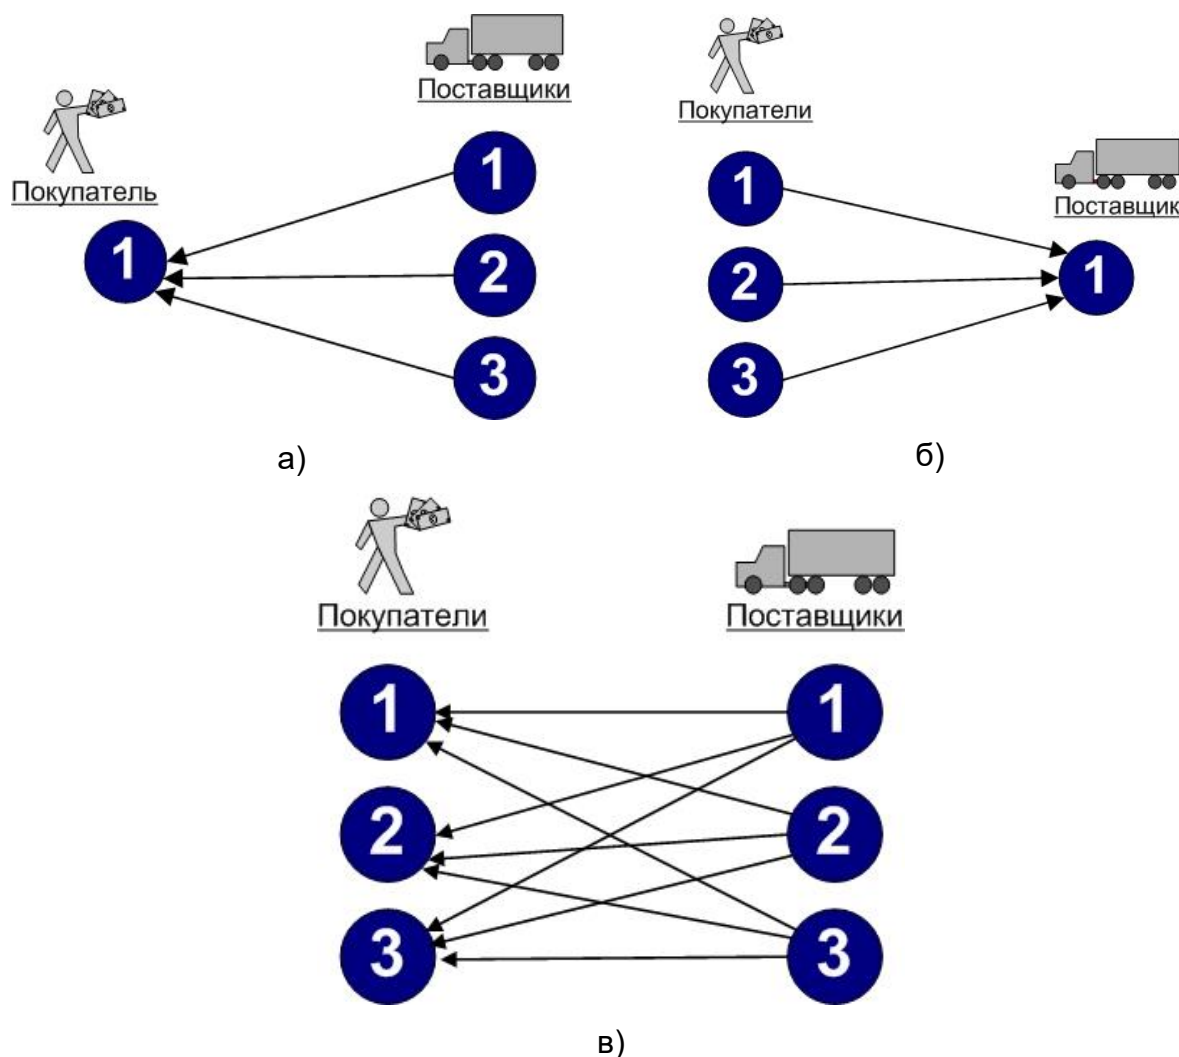 Поставщики
Покупатель
1
1
2
3
а)
Покупатели
Поставщик
1
2
3
1
б)
Покупатели
Поставщики
1
1
2
2
3
3
в)